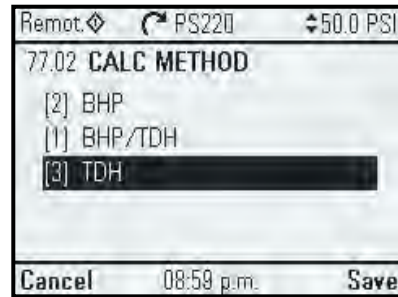 Remot. PS220 50.0 PSI
77.02 CALC METHOD
[2] BHP
[1] BHP/TDH
[3] TDH
Cancel 08:59 p.m. Save